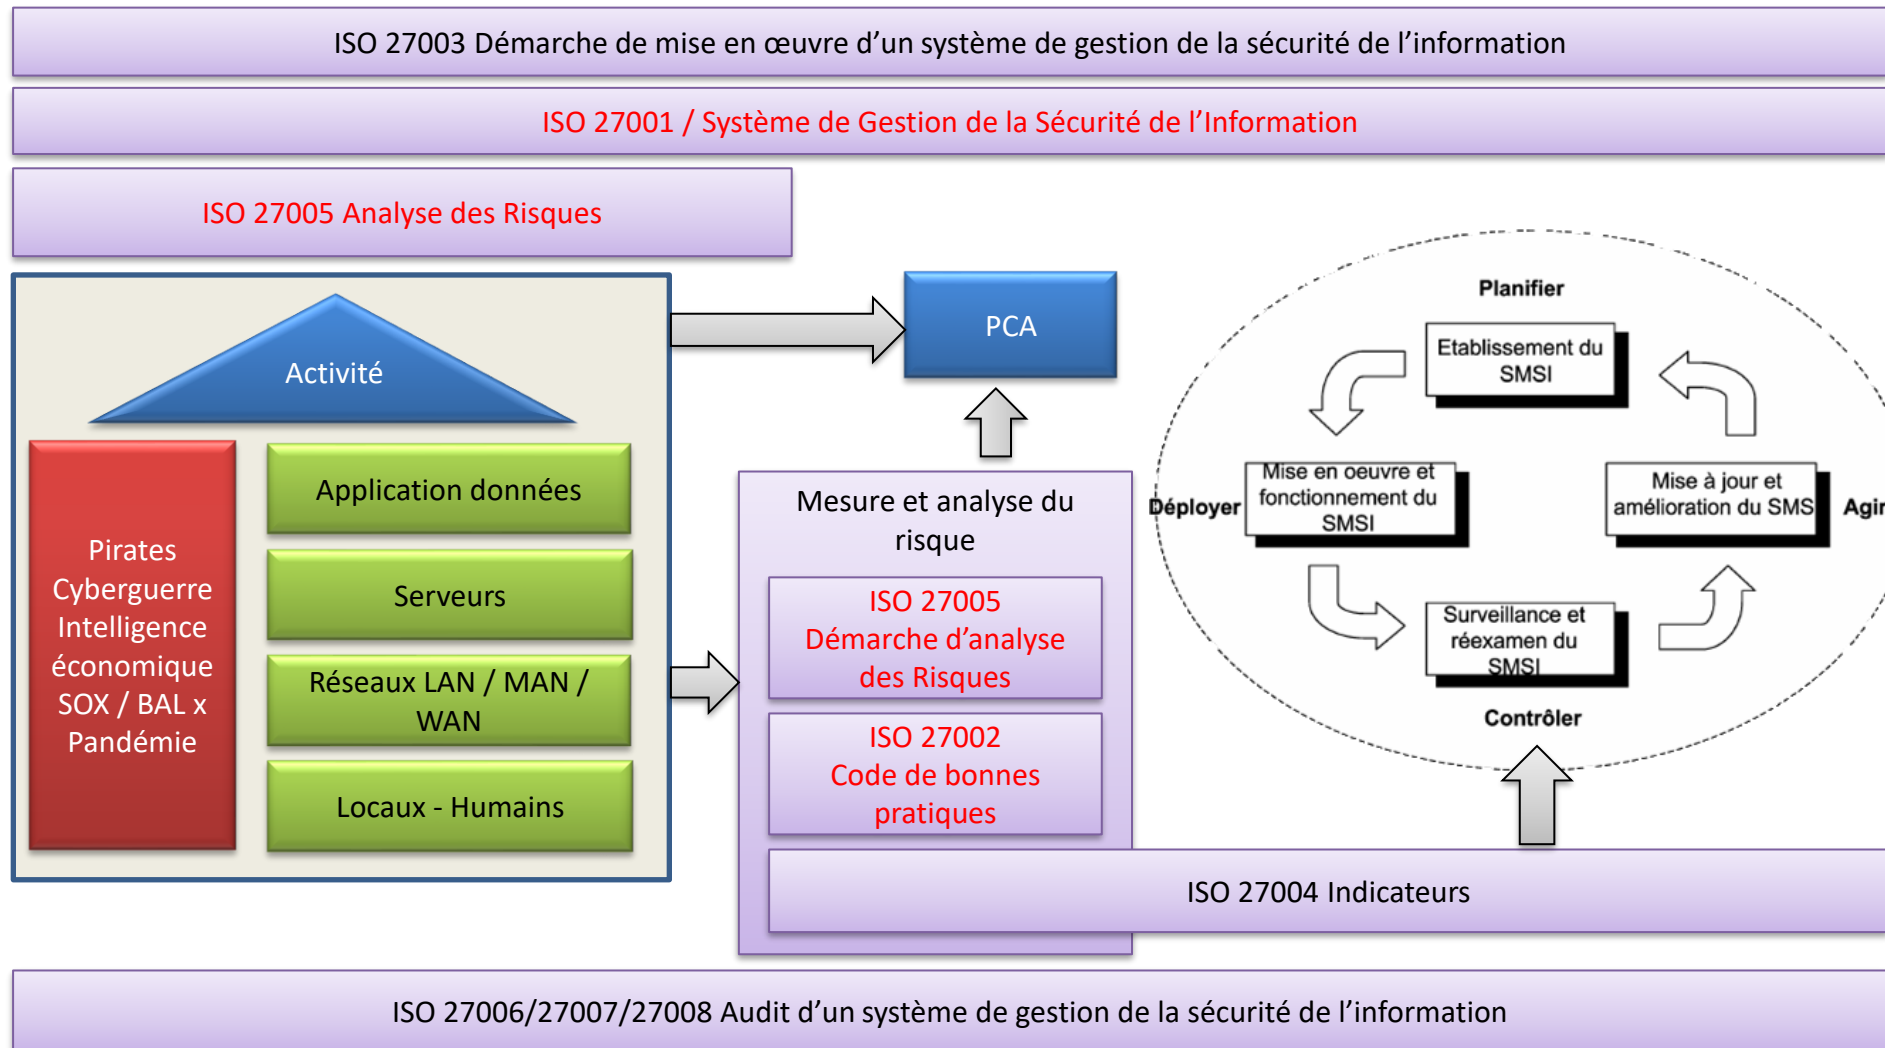 ISO 27003 Démarche de mise en œuvre d’un système de gestion de la sécurité de l’information
ISO 27001 / Système de Gestion de la Sécurité de l’Information
ISO 27005 Analyse des Risques
Activité
Pirates
Cyberguerre
Intelligence
économique
SOX / BAL x
Pandémie
Application données
Serveurs
Réseaux LAN / MAN /
WAN
Locaux - Humains
PCA
Mesure et analyse du
risque
ISO 27005
Démarche d’analyse
des Risques
ISO 27002
Code de bonnes
pratiques
ISO 27004 Indicateurs
Planifier
Etablissement du
SMSI
Déployer
Mise en oeuvre et
fonctionnement du
SMSI
Mise à jour et
amélioration du SMS
Agir
Surveillance et
réexamen du
SMSI
Contrôler
ISO 27006/27007/27008 Audit d’un système de gestion de la sécurité de l’information